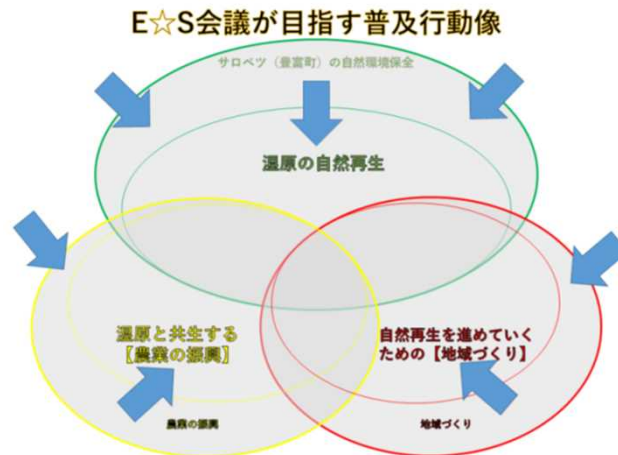 E☆S会議が目指す普及行動像
サロベツ（豊富町）の自然環境保全
湿原の自然再生
湿原と共生する
【農業の振興】
自然再生を進めていく
ための【地域づくり】
農業の振興
地域づくり